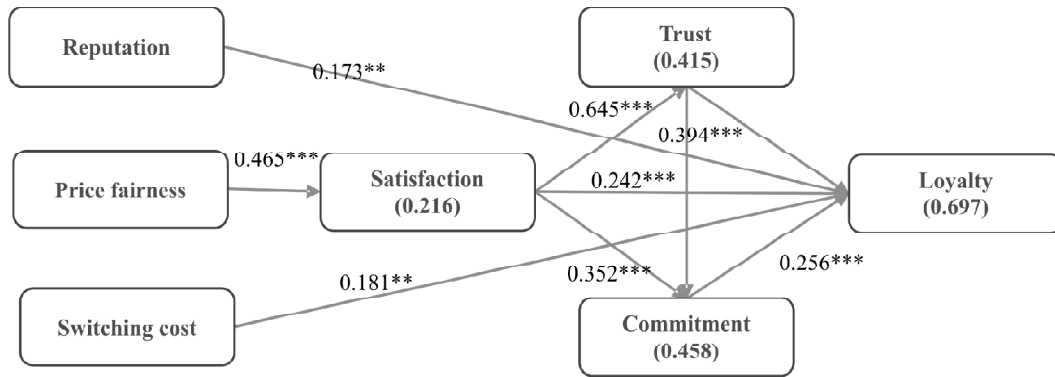 Reputation
Trust
(0.415)
0.173**
0.645***
0.394***
0.465***
Price fairness
Satisfaction
(0.216)
0.242***
Loyalty
(0.697)
0.181**
0.352***
0.256***
Switching cost
Commitment
(0.458)